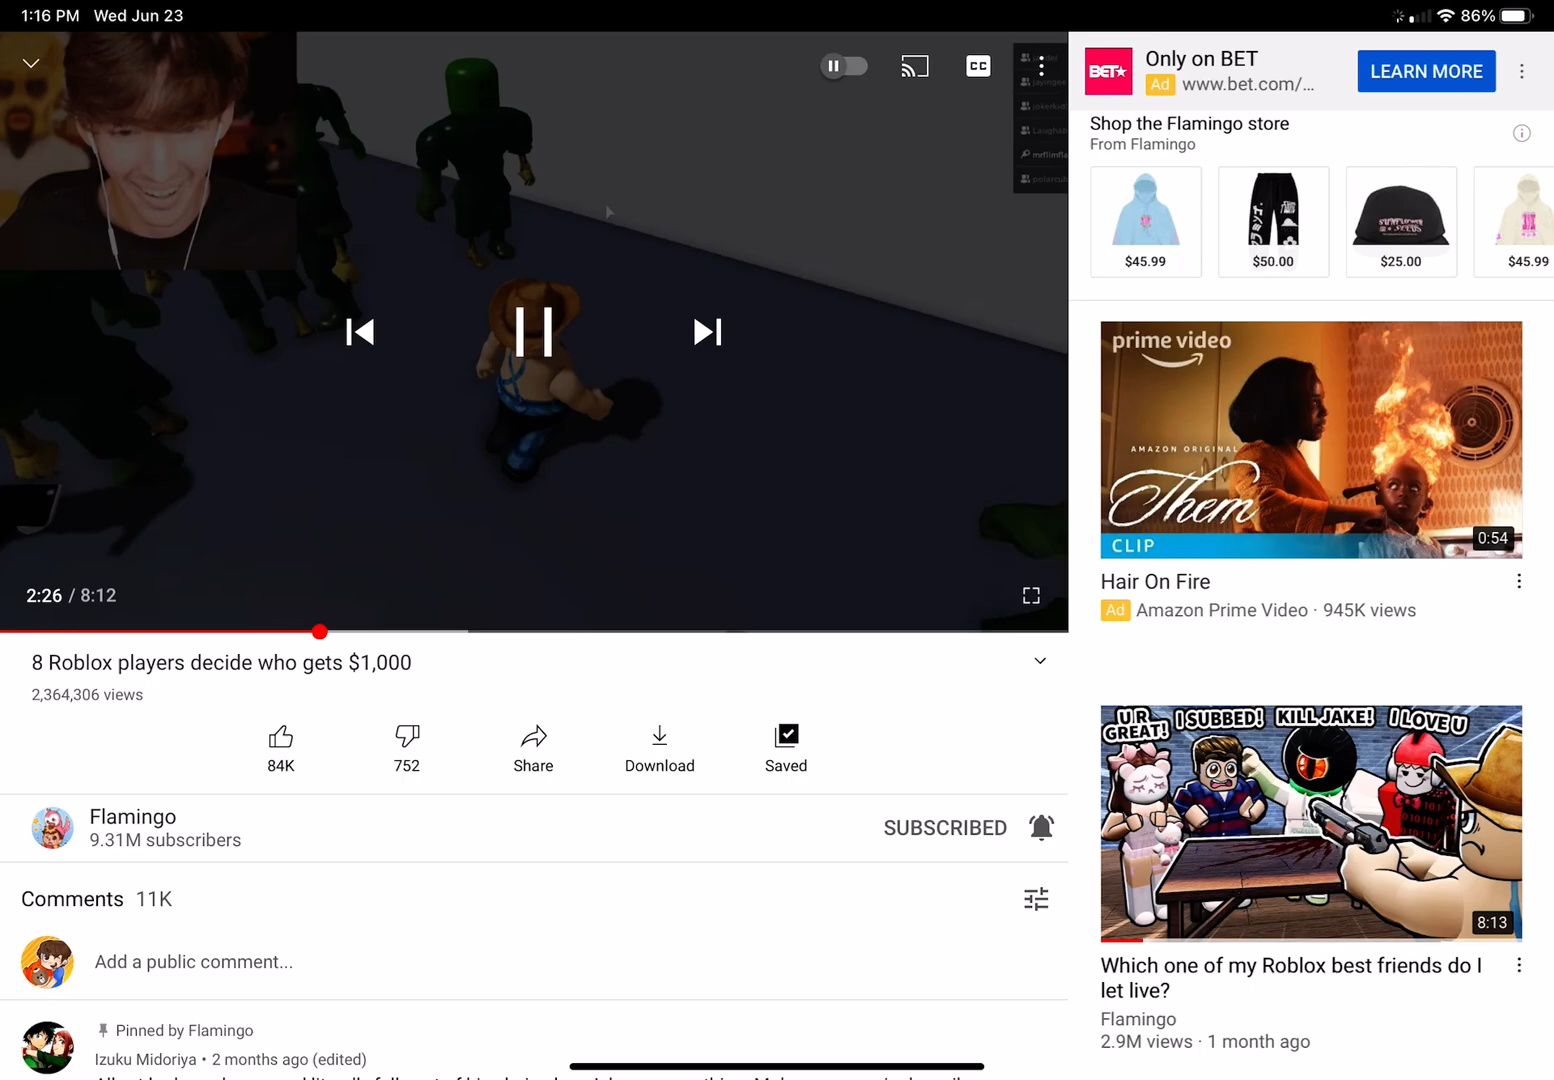 1:16 PM Wed Jun 23
86%
CC
mrflimfla
2:26 / 8:12
8 Roblox players decide who gets $1,000
2,364,306 views
84K
752
Share
Download
Saved
Flamingo
9.31M subscribers
SUBSCRIBED
Comments 11K
Add a public comment...
Pinned by Flamingo
Izuku Midoriya • 2 months ago (edited)
BET★
Only on BET
Ad www.bet.com/...
LEARN MORE
Shop the Flamingo store
From Flamingo
$45.99
$50.00
$25.00
$45.99
prime video
AMAZON ORIGINAL
Them
CLIP
0:54
Hair On Fire
Ad Amazon Prime Video · 945K views
U R GREAT!
I SUBBED!
KILL JAKE!
I LOVE U
8:13
Which one of my Roblox best friends do I
let live?
Flamingo
2.9M views · 1 month ago